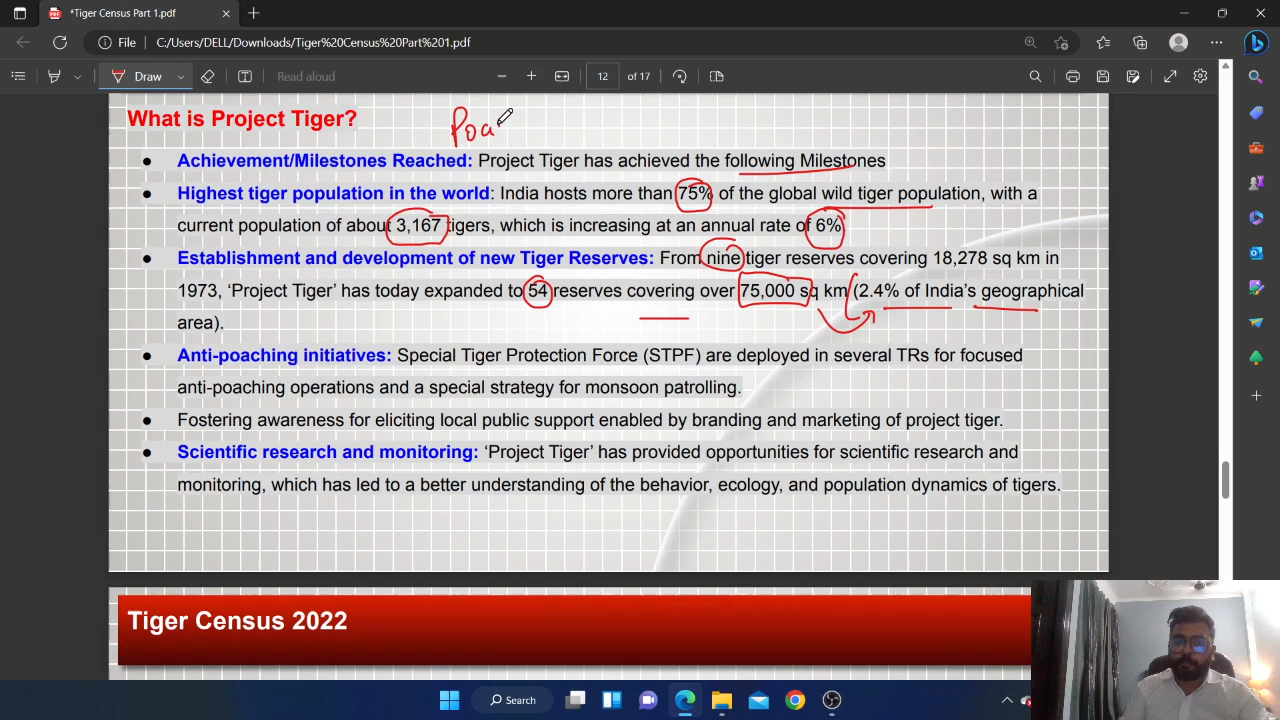 *Tiger Census Part 1.pdf
File
C:/Users/DELL/Downloads/Tiger%20Census%20Part%201.pdf
Draw
Read aloud
12
of 17
What is Project Tiger?
Poa
● Achievement/Milestones Reached: Project Tiger has achieved the following Milestones
● Highest tiger population in the world: India hosts more than 75% of the global wild tiger population, with a
current population of about 3,167 tigers, which is increasing at an annual rate of 6%
● Establishment and development of new Tiger Reserves: From nine tiger reserves covering 18,278 sq km in
1973, ‘Project Tiger’ has today expanded to 54 reserves covering over 75,000 sq km (2.4% of India’s geographical
area).
● Anti-poaching initiatives: Special Tiger Protection Force (STPF) are deployed in several TRs for focused
anti-poaching operations and a special strategy for monsoon patrolling.
● Fostering awareness for eliciting local public support enabled by branding and marketing of project tiger.
● Scientific research and monitoring: ‘Project Tiger’ has provided opportunities for scientific research and
monitoring, which has led to a better understanding of the behavior, ecology, and population dynamics of tigers.
Tiger Census 2022
Search